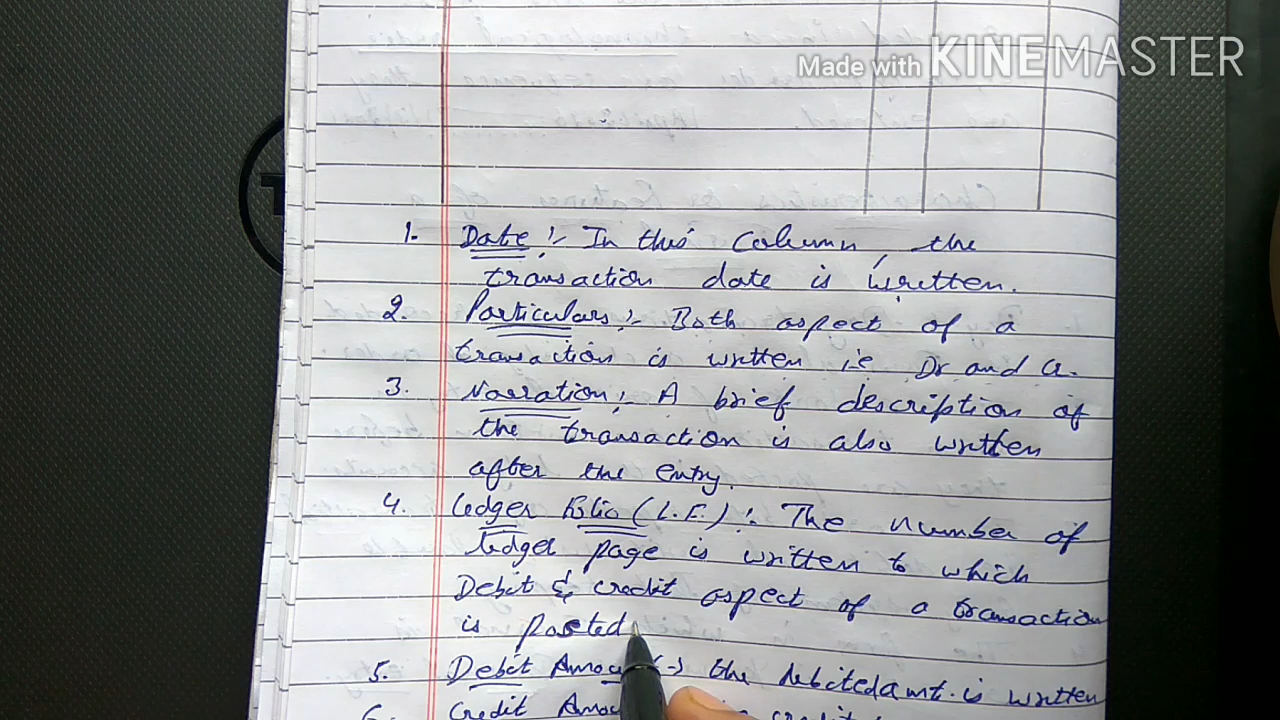 Made with KINEMASTER
1. Date :- In this Column, the
transaction date is written.
2. Particulars :- Both aspect of a
transaction is written i.e Dr and Cr.
3. Narration :- A brief description of
the transaction is also written
after the entry.
4. Ledger Folio (L.F.) :- The number of
ledger page is written to which
Debit & credit aspect of a transaction
is posted
5. Debit Amou (-) the debited amt. is written
Credit Amou